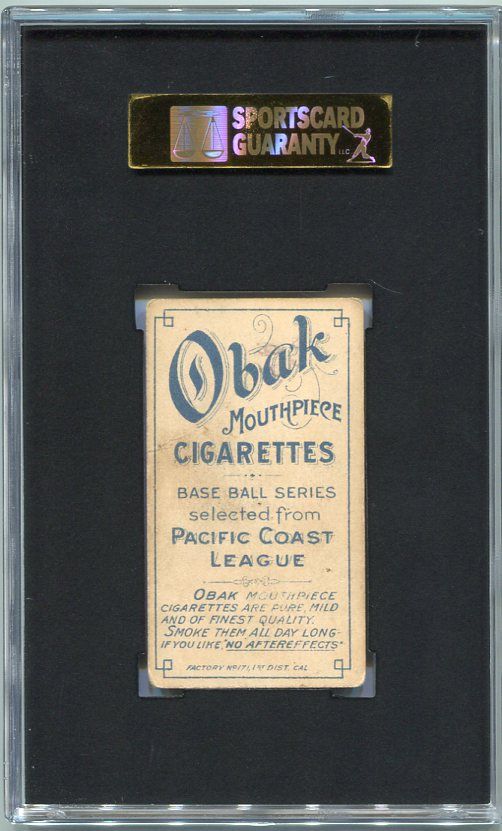 SPORTSCARD
GUARANTY LLC
Obak
MOUTHPIECE
CIGARETTES
BASE BALL SERIES
selected from
PACIFIC COAST
LEAGUE
OBAK MOUTHPIECE
CIGARETTES ARE PURE, MILD
AND OF FINEST QUALITY.
SMOKE THEM ALL DAY LONG-
IF YOU LIKE, "NO AFTEREFFECTS"
FACTORY No 171, 1ST DIST. CAL